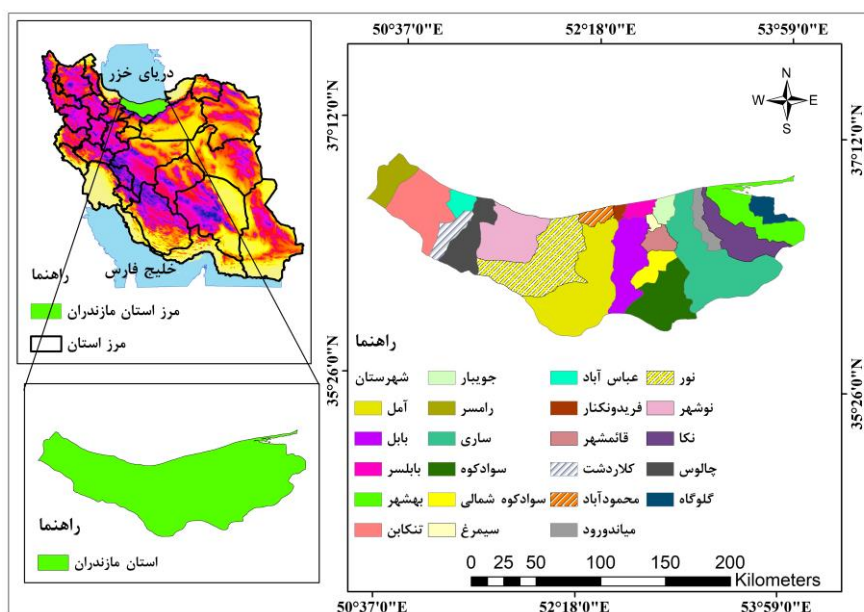 دریای خزر
خلیج فارس
راهنما
مرز استان مازندران
مرز استان
راهنما
استان مازندران
50°37'0"E 52°18'0"E 53°59'0"E
37°12'0"N
35°26'0"N
37°12'0"N
35°26'0"N
N
W E
S
راهنما
شهرستان جویبار عباس آباد نور
آمل رامسر فریدونکنار نوشهر
بابل ساری قائمشهر نکا
بابلسر سوادکوه کلاردشت چالوس
بهشهر سوادکوه شمالی محمودآباد گلوگاه
تنکابن سیمرغ میاندورود
0 25 50 100 150 200
Kilometers
50°37'0"E 52°18'0"E 53°59'0"E